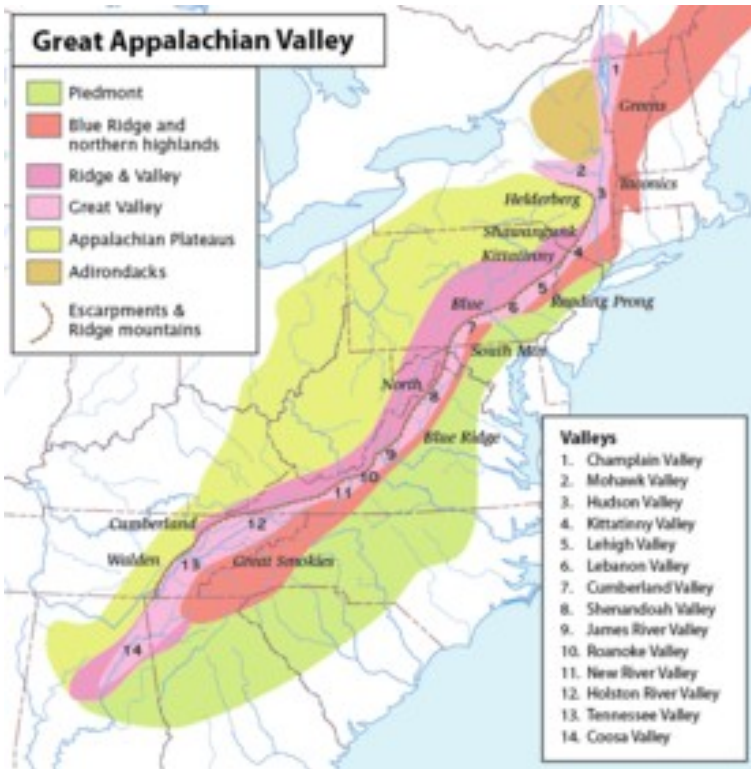 Great Appalachian Valley
Piedmont
Blue Ridge and
northern highlands
Ridge & Valley
Great Valley
Appalachian Plateaus
Adirondacks
Escarpments &
Ridge mountains
1
Greens
2
Taconics
3
Helderberg
Shawangunk
Kittatinny
4
5
Reading Prong
Blue
6
7
South Mtn
North
8
Blue Ridge
9
10
11
Cumberland
12
Walden
13
Great Smokies
14
Valleys
1. Champlain Valley
2. Mohawk Valley
3. Hudson Valley
4. Kittatinny Valley
5. Lehigh Valley
6. Lebanon Valley
7. Cumberland Valley
8. Shenandoah Valley
9. James River Valley
10. Roanoke Valley
11. New River Valley
12. Holston River Valley
13. Tennessee Valley
14. Coosa Valley